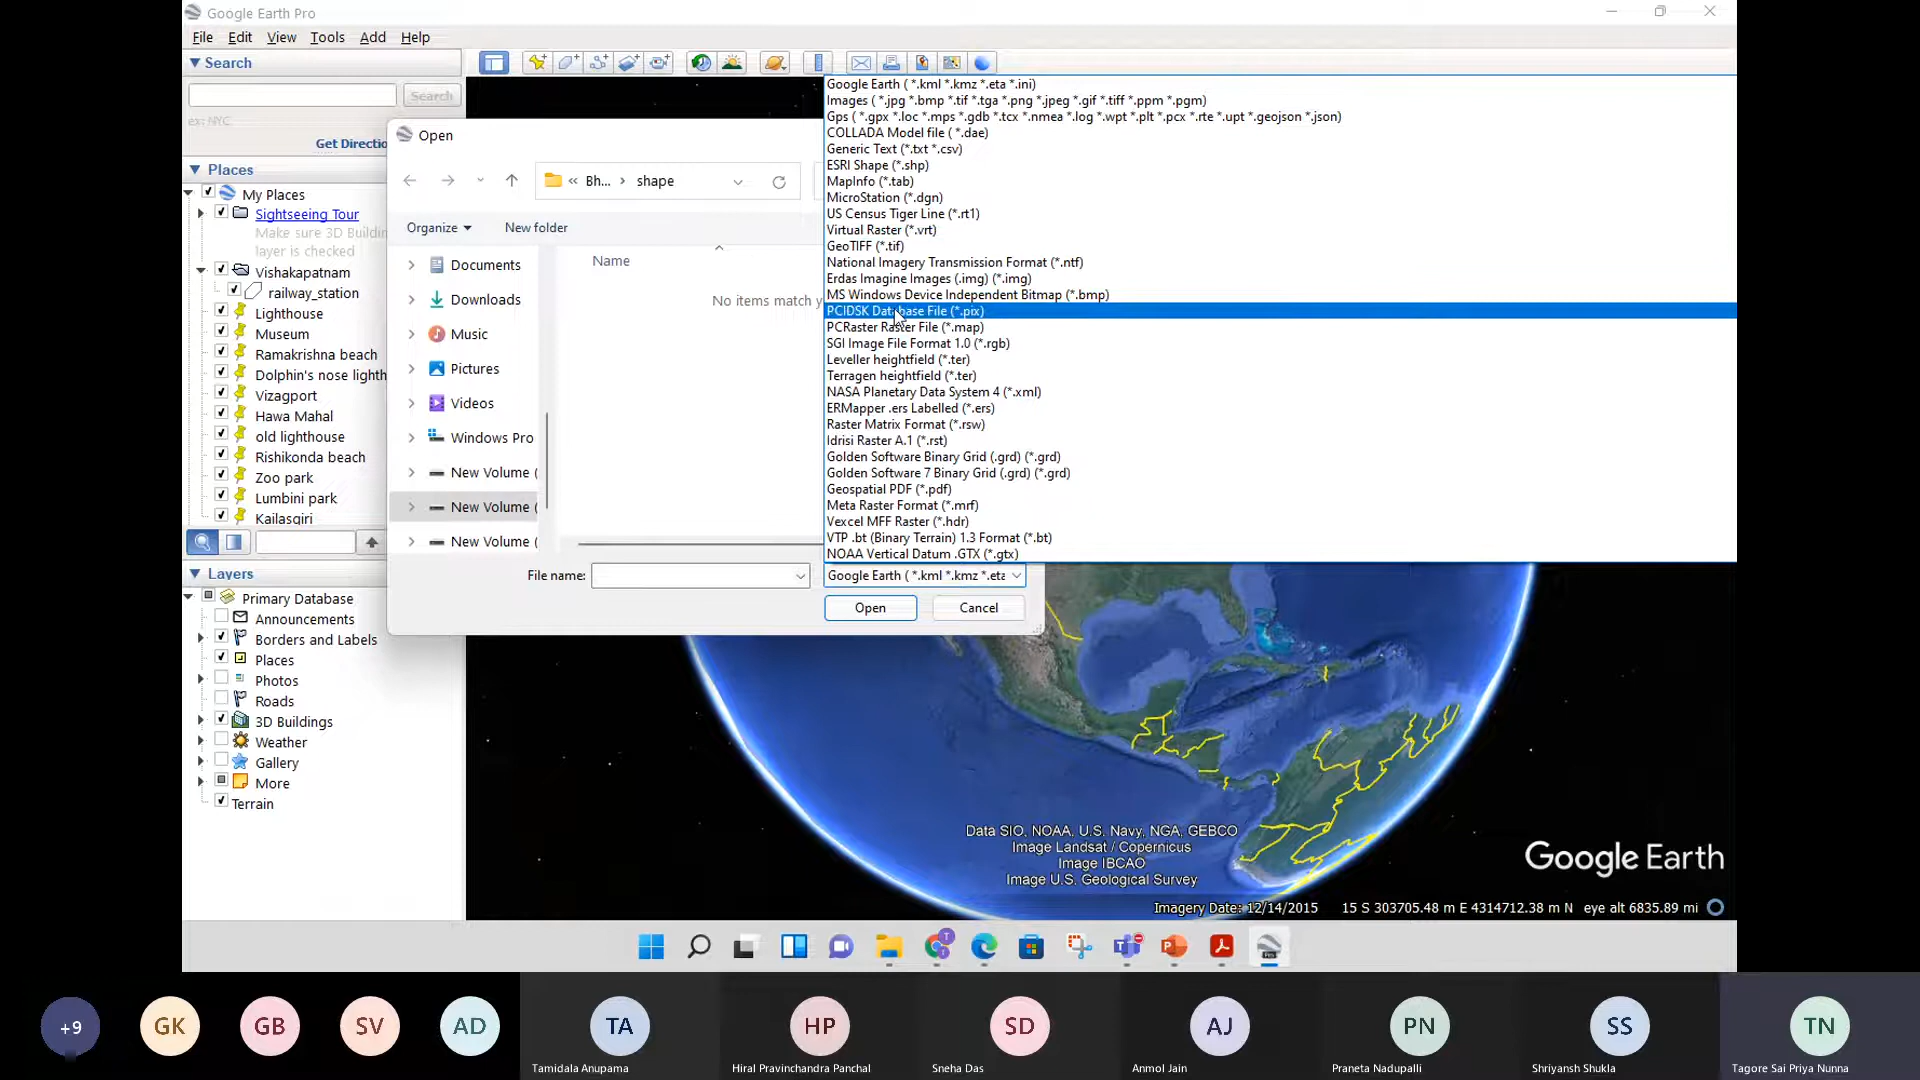 Google Earth Pro
File Edit View Tools Add Help
Search
Search
ex: NYC
Get Directio
Places
My Places
Sightseeing Tour
Make sure 3D Buildin
layer is checked
Vishakapatnam
railway_station
Lighthouse
Museum
Ramakrishna beach
Dolphin's nose lighth
Vizagport
Hawa Mahal
old lighthouse
Rishikonda beach
Zoo park
Lumbini park
Kailasgiri
Layers
Primary Database
Announcements
Borders and Labels
Places
Photos
Roads
3D Buildings
Weather
Gallery
More
Terrain
Open
« Bh... › shape
Organize New folder
Documents
Downloads
Music
Pictures
Videos
Windows Pro
New Volume (
New Volume (
New Volume (
Name
No items match y
Google Earth ( *.kml *.kmz *.eta *.ini)
Images ( *.jpg *.bmp *.tif *.tga *.png *.jpeg *.gif *.tiff *.ppm *.pgm)
Gps ( *.gpx *.loc *.mps *.gdb *.tcx *.nmea *.log *.wpt *.plt *.pcx *.rte *.upt *.geojson *.json)
COLLADA Model file ( *.dae)
Generic Text (*.txt *.csv)
ESRI Shape (*.shp)
MapInfo (*.tab)
MicroStation (*.dgn)
US Census Tiger Line (*.rt1)
Virtual Raster (*.vrt)
GeoTIFF (*.tif)
National Imagery Transmission Format (*.ntf)
Erdas Imagine Images (.img) (*.img)
MS Windows Device Independent Bitmap (*.bmp)
PCIDSK Database File (*.pix)
PCRaster Raster File (*.map)
SGI Image File Format 1.0 (*.rgb)
Leveller heightfield (*.ter)
Terragen heightfield (*.ter)
NASA Planetary Data System 4 (*.xml)
ERMapper .ers Labelled (*.ers)
Raster Matrix Format (*.rsw)
Idrisi Raster A.1 (*.rst)
Golden Software Binary Grid (.grd) (*.grd)
Golden Software 7 Binary Grid (.grd) (*.grd)
Geospatial PDF (*.pdf)
Meta Raster Format (*.mrf)
Vexcel MFF Raster (*.hdr)
VTP .bt (Binary Terrain) 1.3 Format (*.bt)
NOAA Vertical Datum .GTX (*.gtx)
File name:
Google Earth ( *.kml *.kmz *.eta
Open Cancel
Data SIO, NOAA, U.S. Navy, NGA, GEBCO
Image Landsat / Copernicus
Image IBCAO
Image U.S. Geological Survey
Google Earth
Imagery Date: 12/14/2015 15 S 303705.48 m E 4314712.38 m N eye alt 6835.89 mi
+9 GK GB SV AD TA HP SD AJ PN SS TN
Tamidala Anupama Hiral Pravinchandra Panchal Sneha Das Anmol Jain Praneta Nadupalli Shriyansh Shukla Tagore Sai Priya Nunna